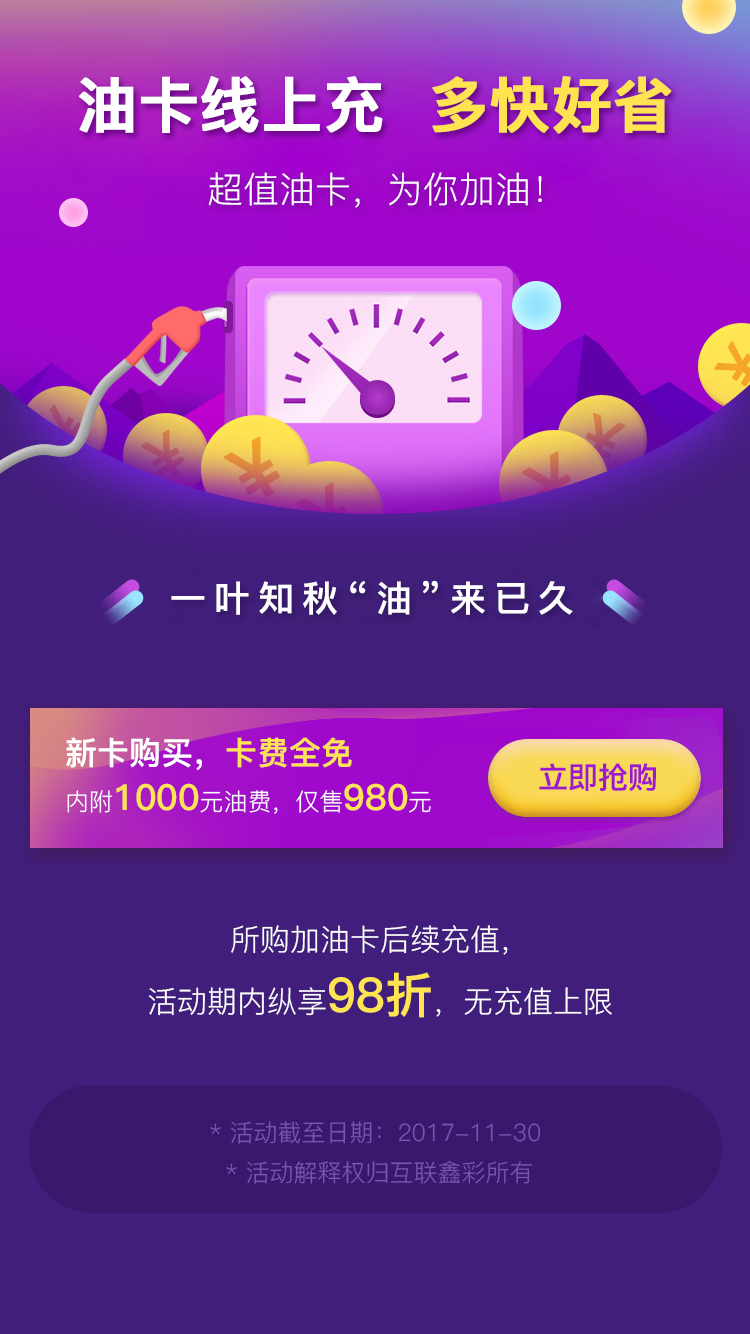 油卡线上充 多快好省
超值油卡，为你加油！
一叶知秋“油”来已久
新卡购买，卡费全免
内附1000元油费，仅售980元
立即抢购
所购加油卡后续充值，
活动期内纵享98折，无充值上限
* 活动截至日期：2017-11-30
* 活动解释权归互联鑫彩所有